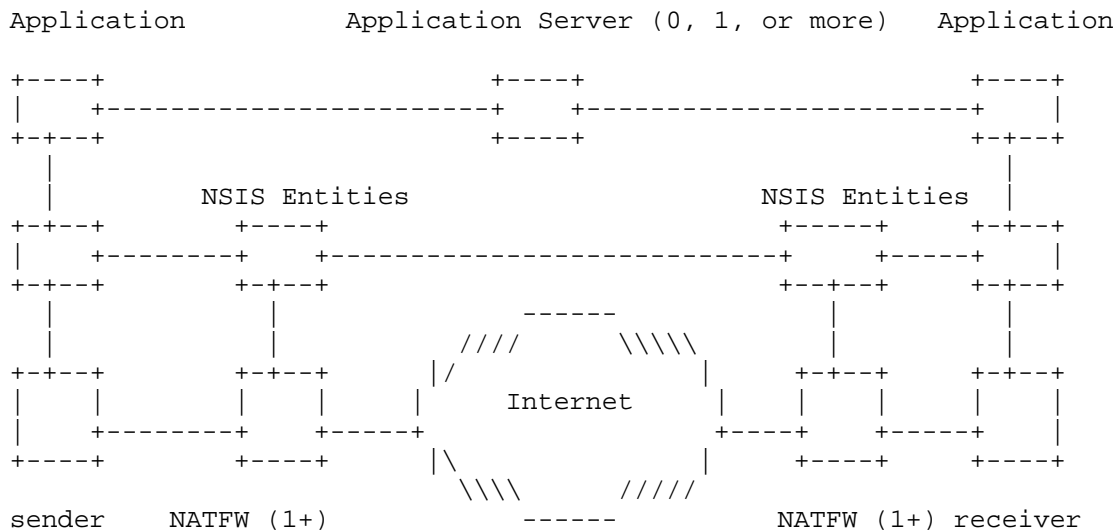 Application Application Server (0, 1, or more) Application
NSIS Entities NSIS Entities
Internet
sender NATFW (1+) NATFW (1+) receiver